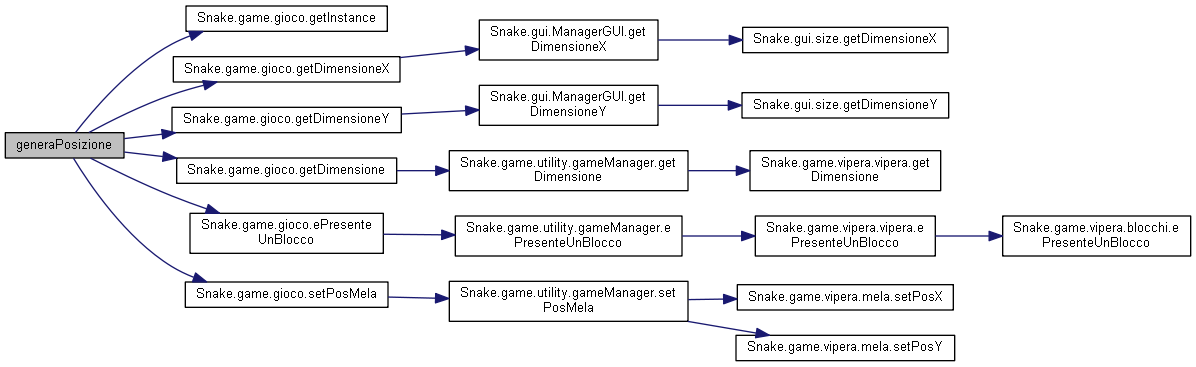 generaPosizione
Snake.game.gioco.getInstance
Snake.game.gioco.getDimensioneX
Snake.gui.ManagerGUI.get
DimensioneX
Snake.gui.size.getDimensioneX
Snake.game.gioco.getDimensioneY
Snake.gui.ManagerGUI.get
DimensioneY
Snake.gui.size.getDimensioneY
Snake.game.gioco.getDimensione
Snake.game.utility.gameManager.get
Dimensione
Snake.game.vipera.vipera.get
Dimensione
Snake.game.gioco.ePresente
UnBlocco
Snake.game.utility.gameManager.e
PresenteUnBlocco
Snake.game.vipera.vipera.e
PresenteUnBlocco
Snake.game.vipera.blocchi.e
PresenteUnBlocco
Snake.game.gioco.setPosMela
Snake.game.utility.gameManager.set
PosMela
Snake.game.vipera.mela.setPosX
Snake.game.vipera.mela.setPosY